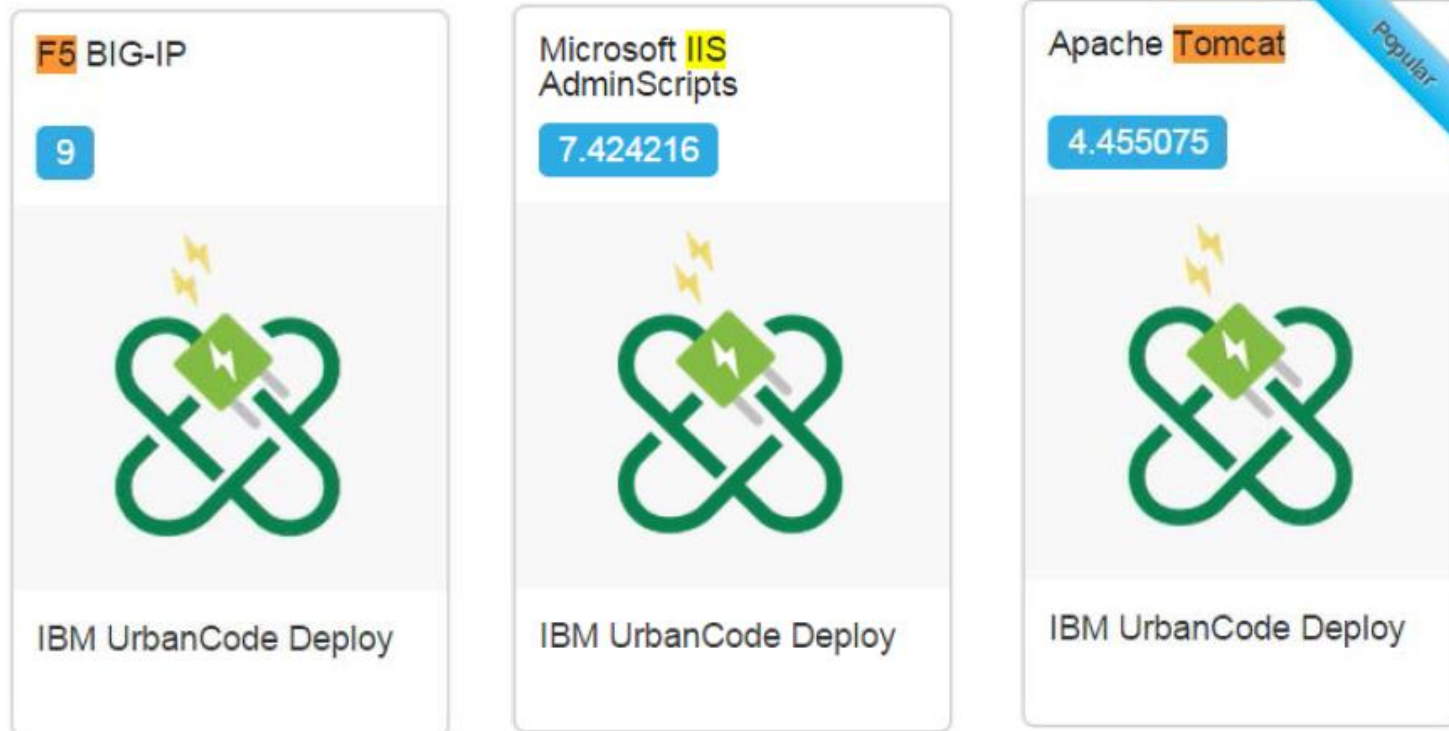 F5 BIG-IP
9
IBM UrbanCode Deploy
Microsoft IIS
AdminScripts
7.424216
IBM UrbanCode Deploy
Apache Tomcat
Popular
4.455075
IBM UrbanCode Deploy